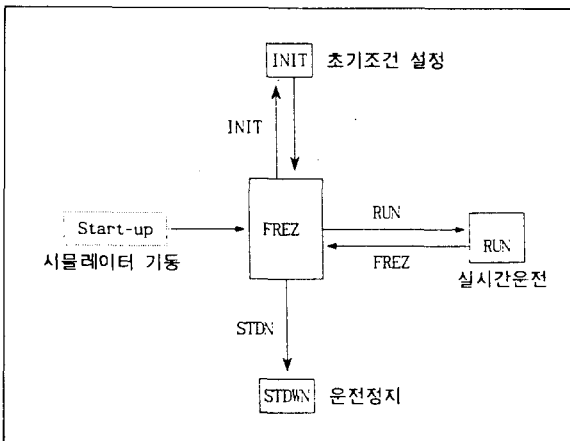 INIT 초기조건 설정
INIT
RUN
Start-up
FREZ
RUN
FREZ
시뮬레이터 기동
실시간운전
STDN
STDWN 운전정지